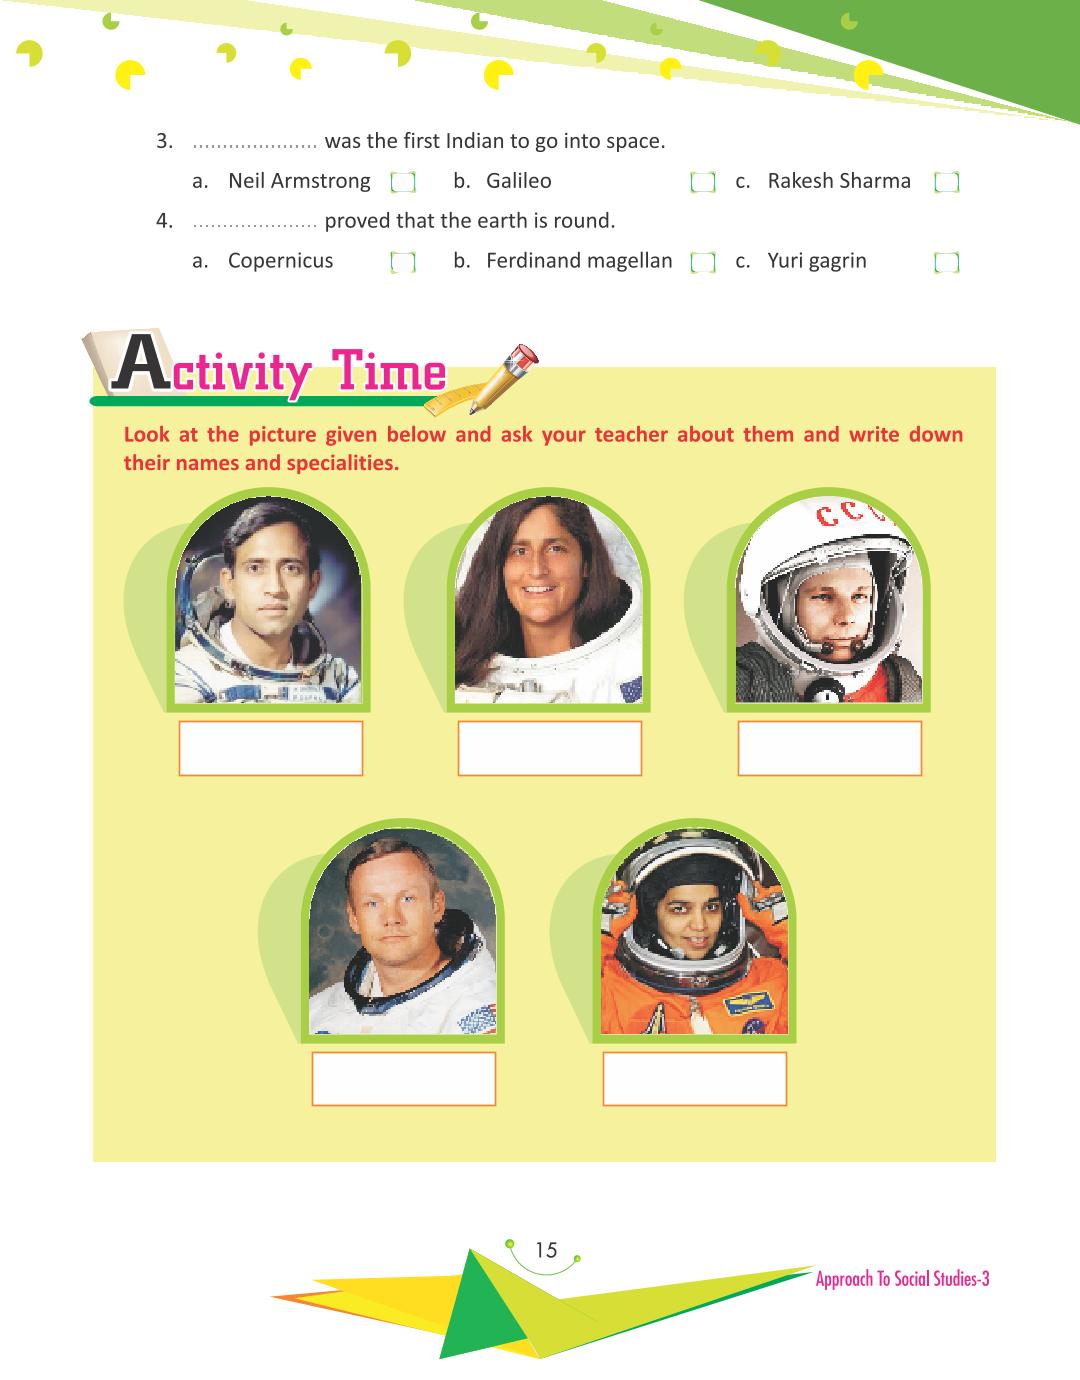 3. ..................... was the first Indian to go into space.
a. Neil Armstrong b. Galileo c. Rakesh Sharma
4. ..................... proved that the earth is round.
a. Copernicus b. Ferdinand magellan c. Yuri gagrin
Activity Time
Look at the picture given below and ask your teacher about them and write down
their names and specialities.
CCC
15
Approach To Social Studies-3